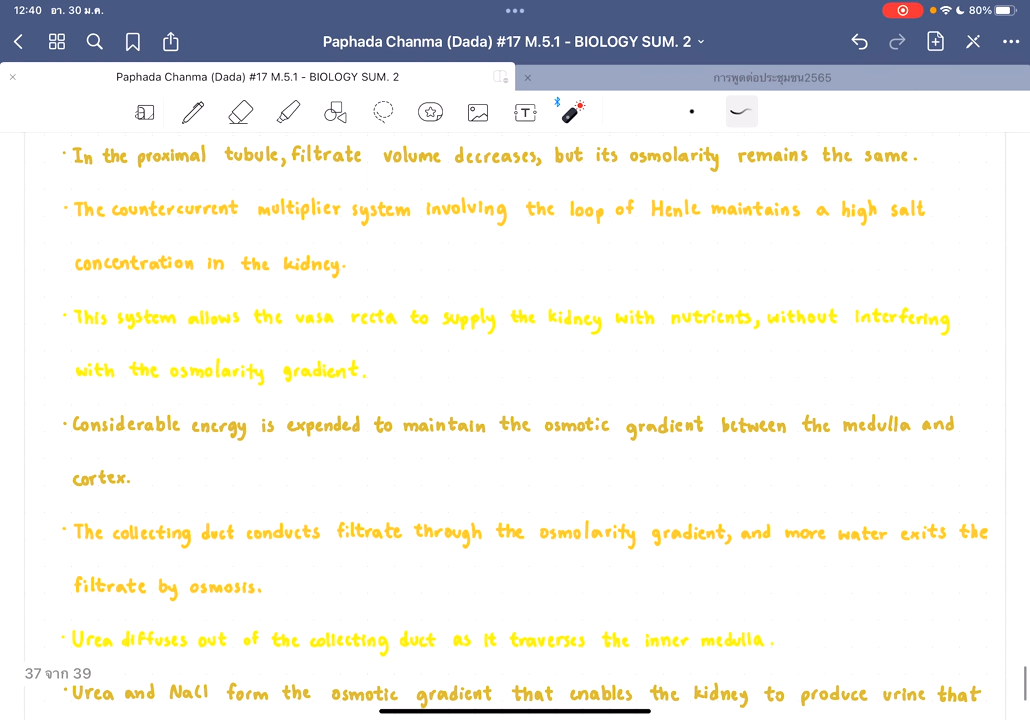 12:40 อา. 30 ม.ค.
80%
Paphada Chanma (Dada) #17 M.5.1 - BIOLOGY SUM. 2
Paphada Chanma (Dada) #17 M.5.1 - BIOLOGY SUM. 2
การพูดต่อประชุมชน2565
• In the proximal tubule, filtrate volume decreases, but its osmolarity remains the same.
• The countercurrent multiplier system involving the loop of Henle maintains a high salt
concentration in the kidney.
• This system allows the vasa recta to supply the kidney with nutrients, without interfering
with the osmolarity gradient.
• Considerable energy is expended to maintain the osmotic gradient between the medulla and
cortex.
• The collecting duct conducts filtrate through the osmolarity gradient, and more water exits the
filtrate by osmosis.
• Urea diffuses out of the collecting duct as it traverses the inner medulla.
37 จาก 39
• Urea and NaCl form the osmotic gradient that enables the kidney to produce urine that